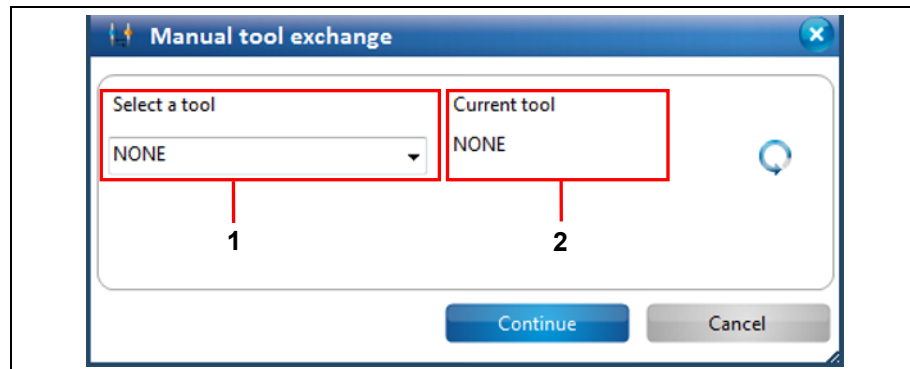 Manual tool exchange
Select a tool
Current tool
NONE
NONE
1
2
Continue
Cancel